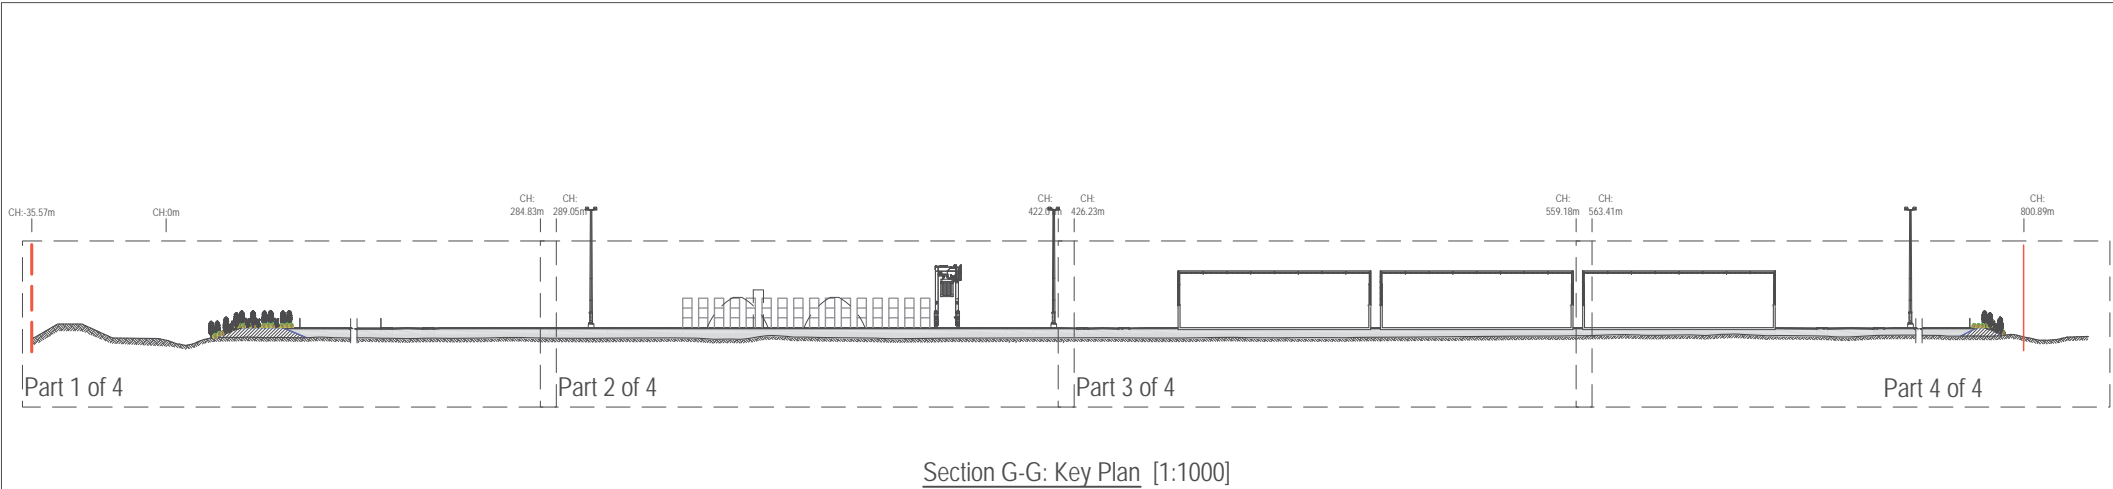 CH:-35.57m
CH:0m
CH:
284.83m
CH:
289.05m
CH:
CH:
426.23m
CH:
559.18m
CH:
563.41m
CH:
800.89m
Part 1 of 4
Part 2 of 4
Part 3 of 4
Part 4 of 4
Section G-G: Key Plan [1:1000]